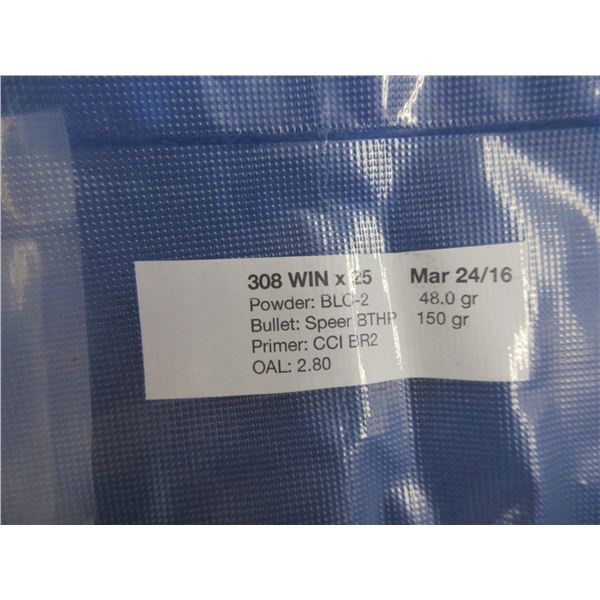 308 WIN x 25 Mar 24/16
Powder: BLC-2 48.0 gr
Bullet: Speer BTHP 150 gr
Primer: CCI BR2
OAL: 2.80